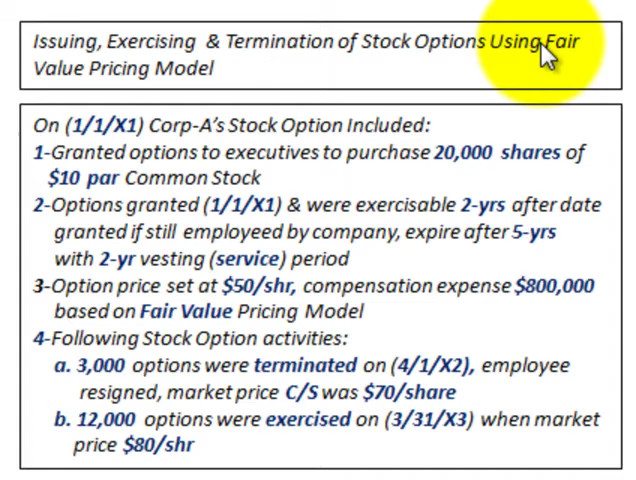 Issuing, Exercising & Termination of Stock Options Using Fair
Value Pricing Model
On (1/1/X1) Corp-A's Stock Option Included:
1-Granted options to executives to purchase 20,000 shares of
$10 par Common Stock
2-Options granted (1/1/X1) & were exercisable 2-yrs after date
granted if still employeed by company, expire after 5-yrs
with 2-yr vesting (service) period
3-Option price set at $50/shr, compensation expense $800,000
based on Fair Value Pricing Model
4-Following Stock Option activities:
a. 3,000 options were terminated on (4/1/X2), employee
resigned, market price C/S was $70/share
b. 12,000 options were exercised on (3/31/X3) when market
price $80/shr